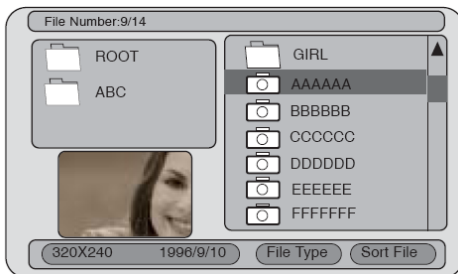 File Number:9/14
ROOT
ABC
GIRL
AAAAAA
BBBBBB
CCCCCC
DDDDDD
EEEEEE
FFFFFFF
320X240 1996/9/10 File Type Sort File